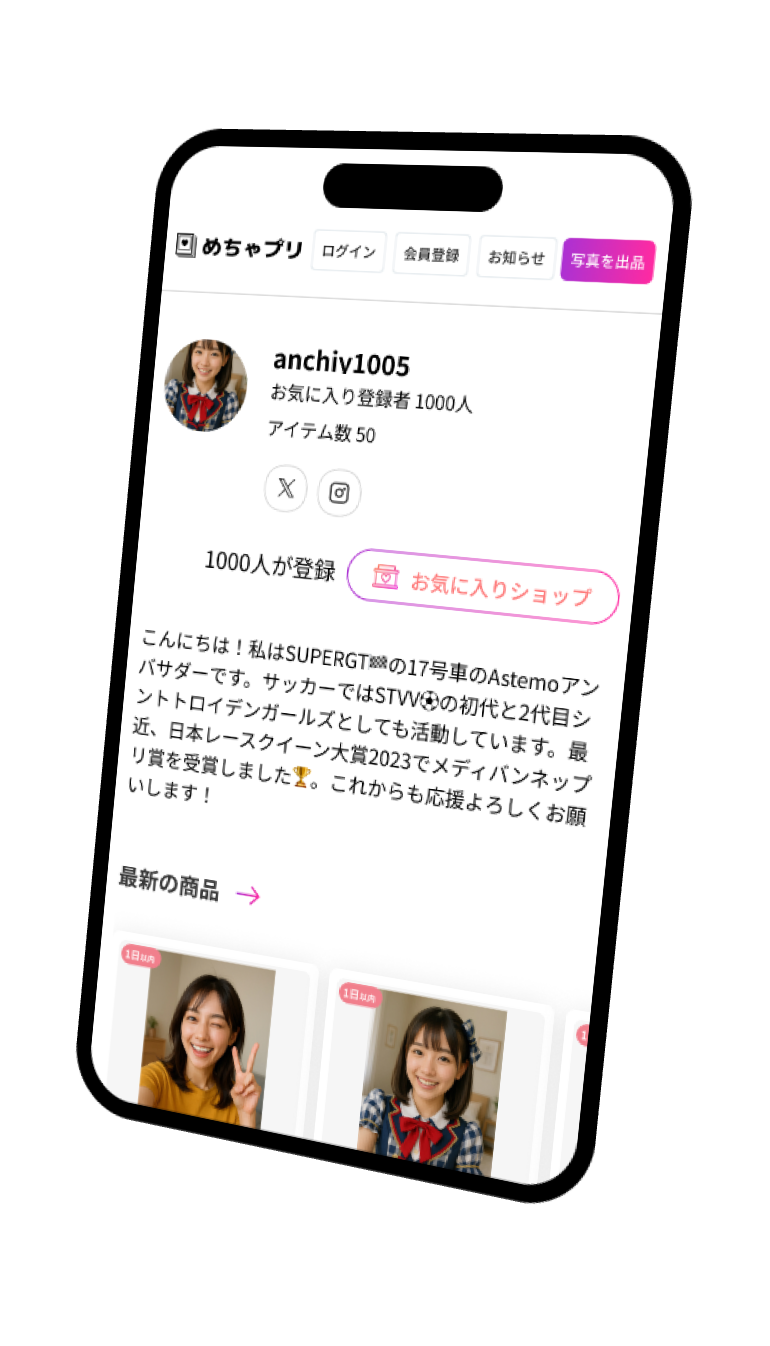 めちゃプリ ログイン 会員登録 お知らせ 写真を出品
anchiv1005
お気に入り登録者 1000人
アイテム数 50
1000人が登録 お気に入りショップ
こんにちは！私はSUPERGT🏁の17号車のAstemoアン
バサダーです。サッカーではSTVV⚽の初代と2代目シ
ントトロイデンガールズとしても活動しています。最
近、日本レースクイーン大賞2023でメディバンネップ
リ賞を受賞しました🏆。これからも応援よろしくお願
いします！
最新の商品 →
1日以内 1日以内